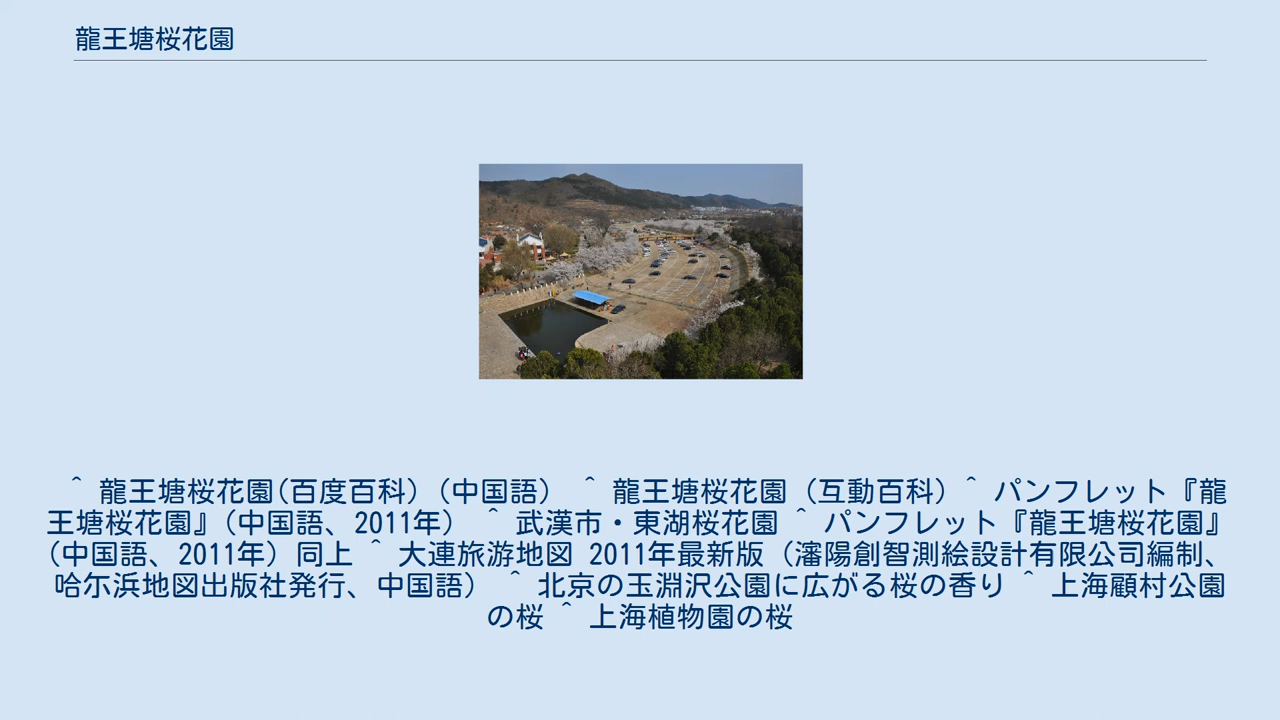 龍王塘桜花園
^ 龍王塘桜花園(百度百科) (中国語) ^ 龍王塘桜花園 (互動百科) ^ パンフレット『龍
王塘桜花園』(中国語、2011年) ^ 武漢市・東湖桜花園 ^ パンフレット『龍王塘桜花園』
(中国語、2011年) 同上 ^ 大連旅游地図 2011年最新版 (瀋陽創智測絵設計有限公司編制、
哈尔浜地図出版社発行、中国語) ^ 北京の玉淵沢公園に広がる桜の香り ^ 上海顧村公園
の桜 ^ 上海植物園の桜